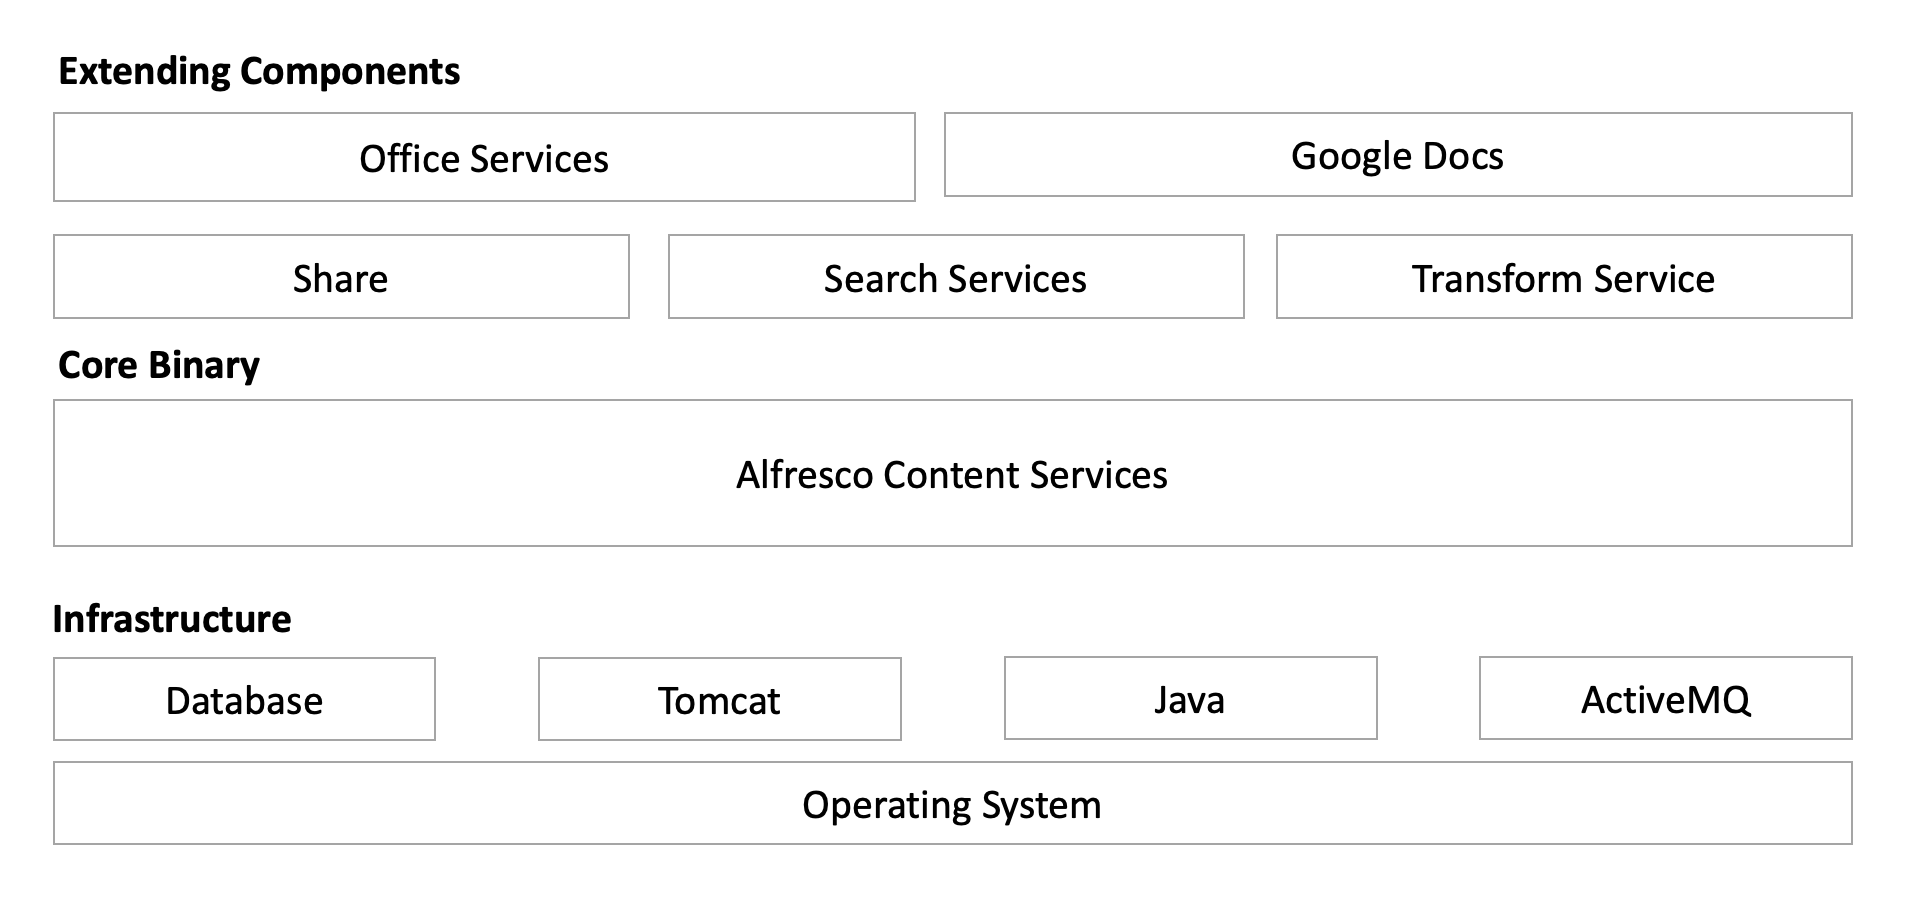 Extending Components
Office Services
Google Docs
Share
Search Services
Transform Service
Core Binary
Alfresco Content Services
Infrastructure
Database
Tomcat
Java
ActiveMQ
Operating System